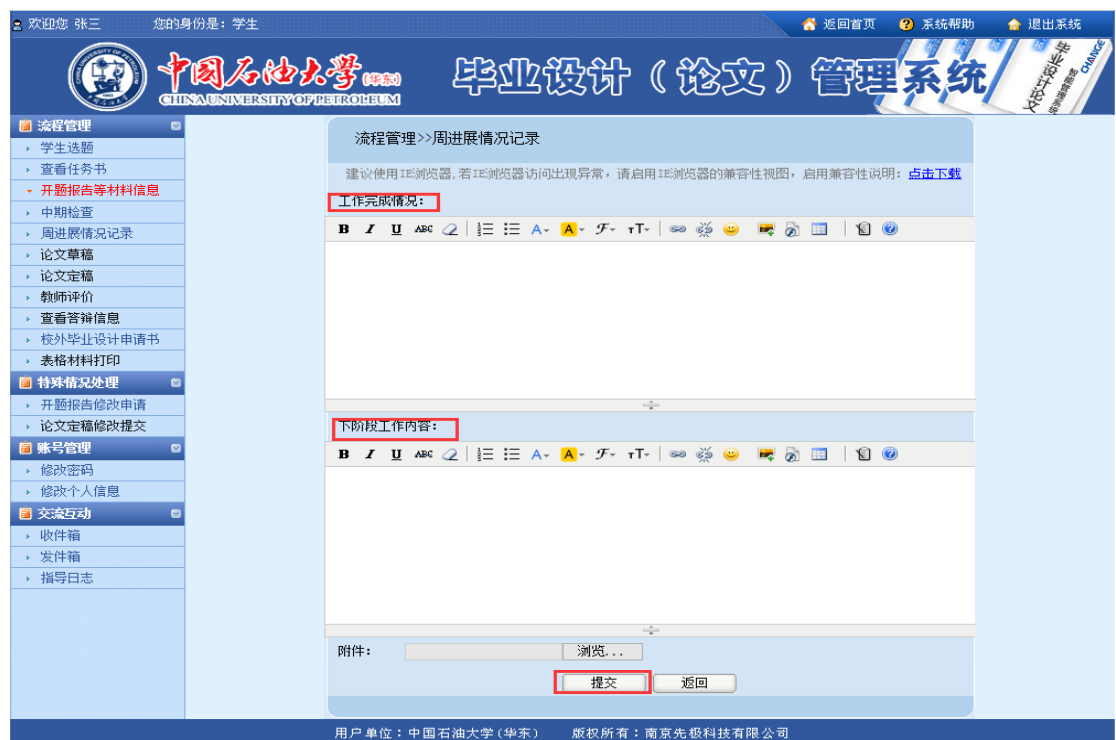 欢迎您 张三 您的身份是：学生 返回首页 系统帮助 退出系统
中国石油大学(华东) 毕业设计（论文）管理系统
CHINA UNIVERSITY OF PETROLEUM
流程管理
学生选题
查看任务书
开题报告等材料信息
中期检查
周进展情况记录
论文草稿
论文定稿
教师评价
查看答辩信息
校外毕业设计申请书
表格材料打印
特殊情况处理
开题报告修改申请
论文定稿修改提交
账号管理
修改密码
修改个人信息
交流互动
收件箱
发件箱
指导日志
流程管理>>周进展情况记录
建议使用IE浏览器,若IE浏览器访问出现异常，请启用IE浏览器的兼容性视图，启用兼容性说明：点击下载
工作完成情况：
B I U ABC A A F TT
下阶段工作内容：
B I U ABC A A F TT
附件： 浏览...
提交 返回
用户单位：中国石油大学(华东) 版权所有：南京先极科技有限公司